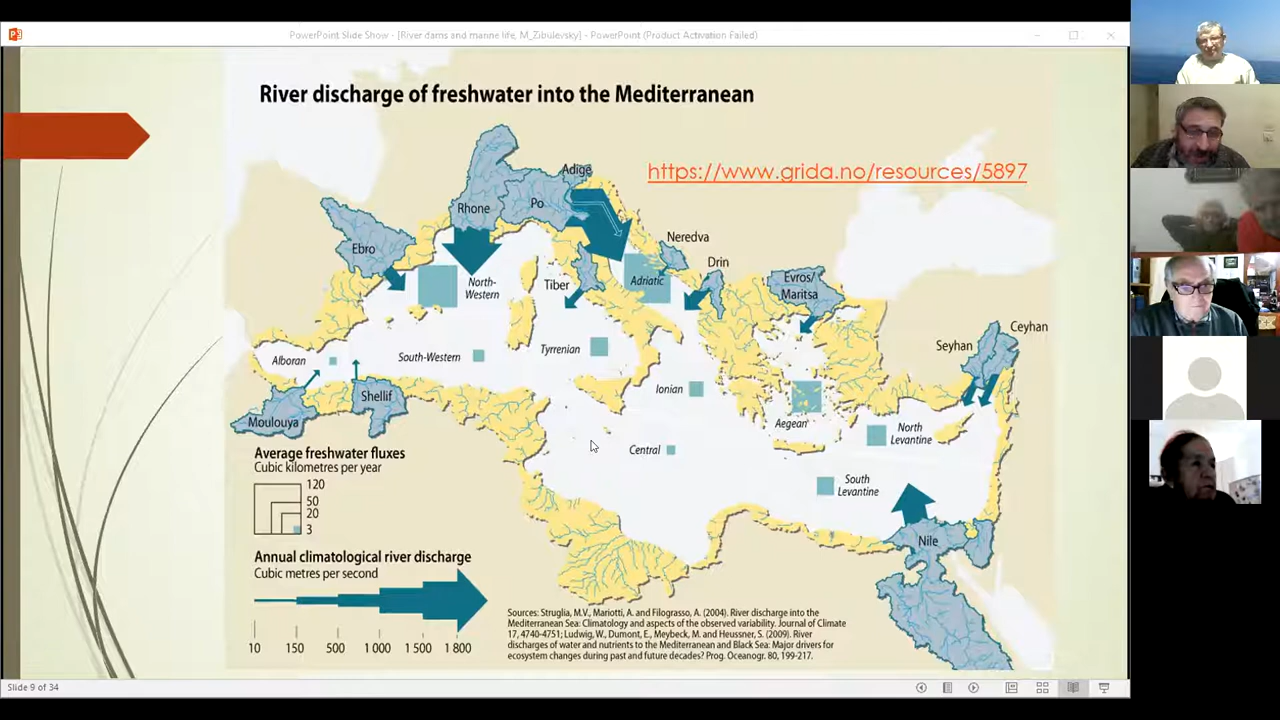 PowerPoint Slide Show - [River dams and marine life, M_Zibulevsky] - PowerPoint (Product Activation Failed)
River discharge of freshwater into the Mediterranean
https://www.grida.no/resources/5897
Adige
Rhone
Po
Ebro
Neredva
Drin
Tiber
Adriatic
North-
Western
Evros/
Maritsa
Ceyhan
Seyhan
Alboran
South-Western
Tyrrenian
Ionian
Shellif
Moulouya
Aegean
North
Levantine
Central
South
Levantine
Nile
Average freshwater fluxes
Cubic kilometres per year
120
50
20
3
Annual climatological river discharge
Cubic metres per second
10 150 500 1 000 1 500 1 800
Sources: Struglia, M.V., Mariotti, A. and Filograsso, A. (2004). River discharge into the
Mediterranean Sea: Climatology and aspects of the observed variability. Journal of Climate
17, 4740-4751; Ludwig, W., Dumont, E., Meybeck, M. and Heussner, S. (2009). River
discharges of water and nutrients to the Mediterranean and Black Sea: Major drivers for
ecosystem changes during past and future decades? Prog. Oceanogr. 80, 199-217.
Slide 9 of 34